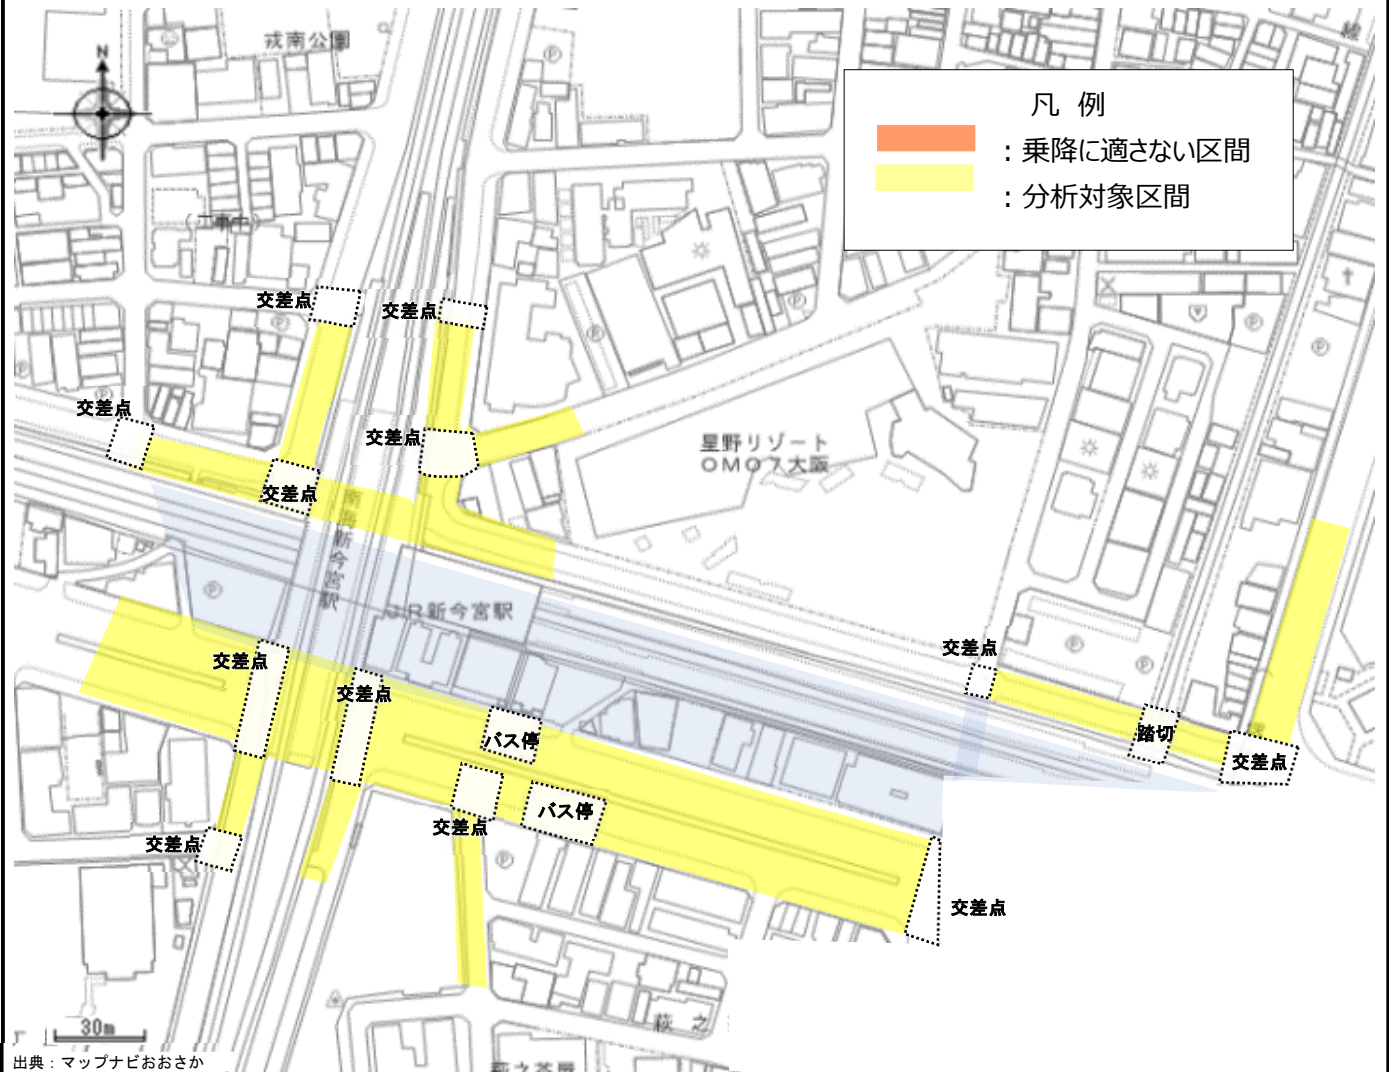 戎南公園
N
凡 例
：乗降に適さない区間
：分析対象区間
（工事中）
交差点
交差点
交差点
交差点
交差点
星野リゾート
OMO7大阪
南海新今宮駅
JR新今宮駅
交差点
交差点
交差点
バス停
踏切
交差点
バス停
交差点
交差点
交差点
萩 之
30m
萩之茶屋
出典：マップナビおおさか